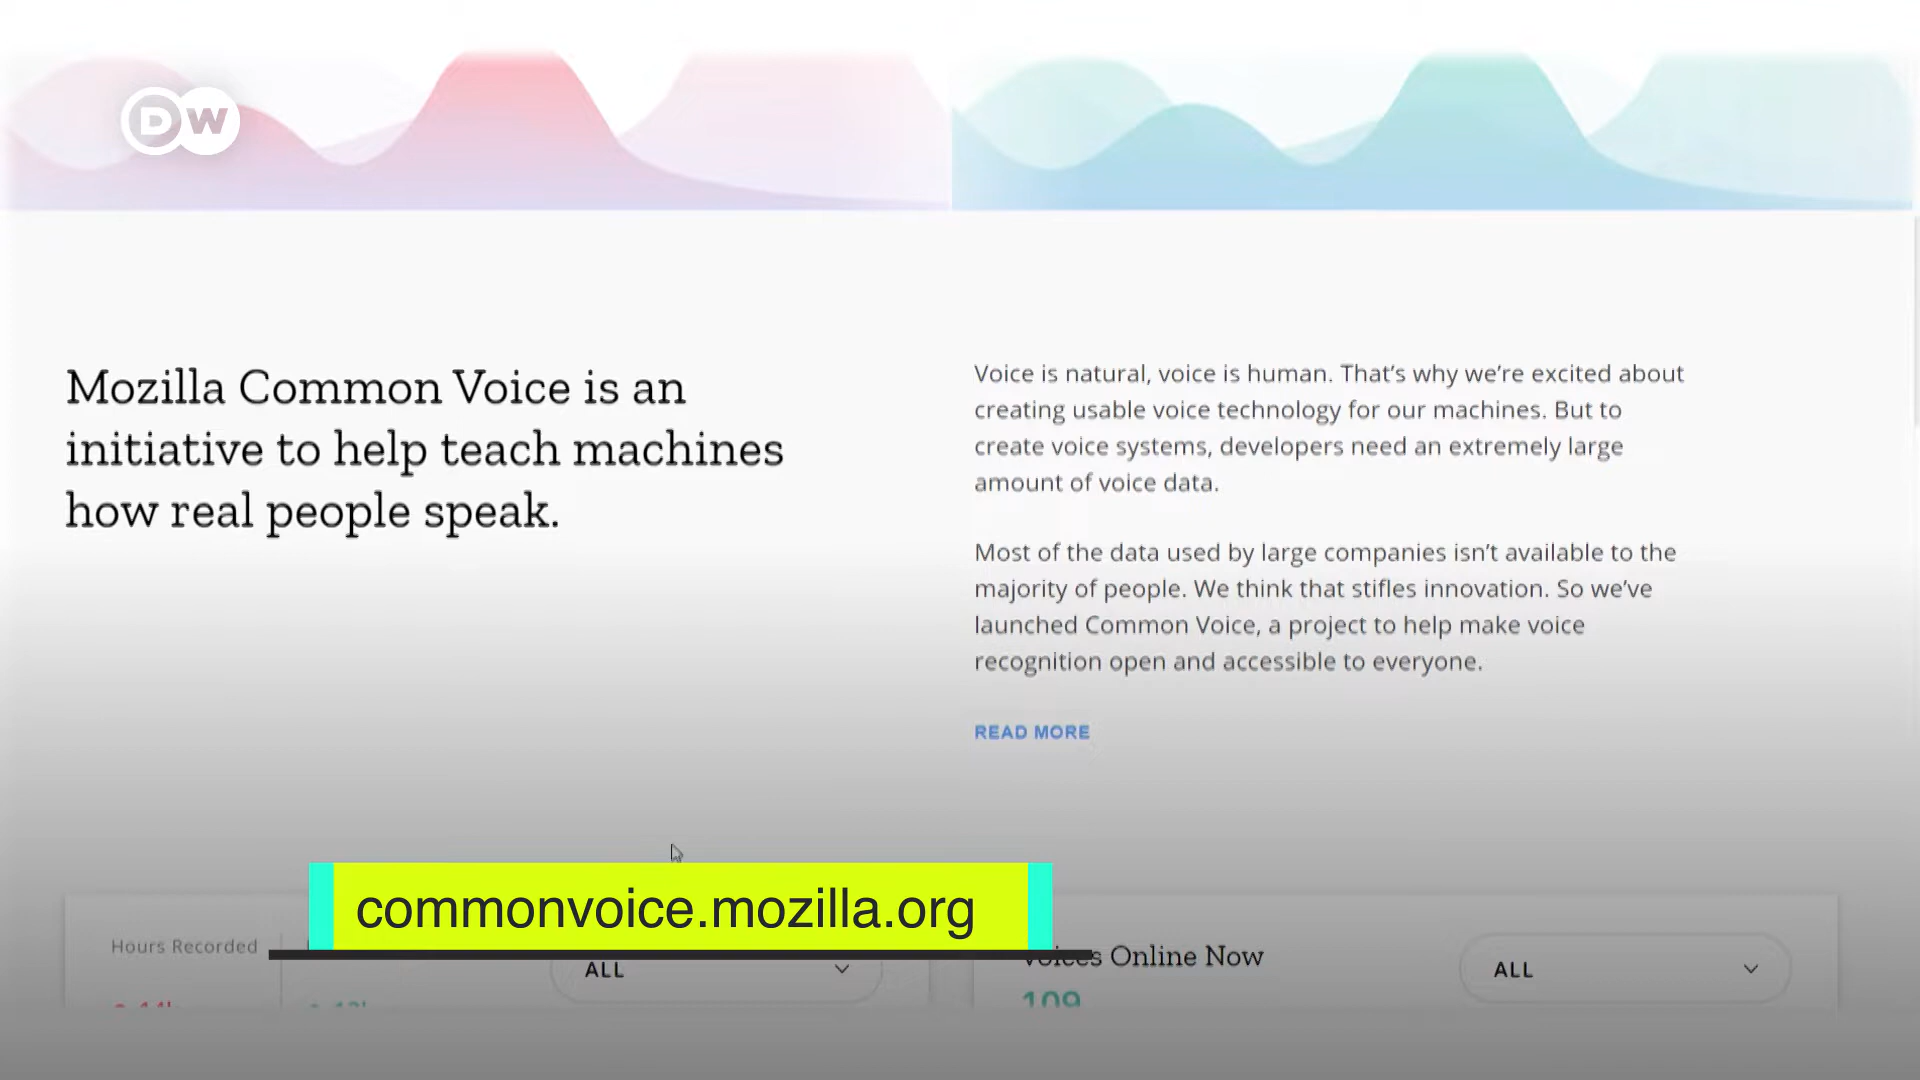 DW
Mozilla Common Voice is an
initiative to help teach machines
how real people speak.
Voice is natural, voice is human. That’s why we’re excited about
creating usable voice technology for our machines. But to
create voice systems, developers need an extremely large
amount of voice data.
Most of the data used by large companies isn’t available to the
majority of people. We think that stifles innovation. So we’ve
launched Common Voice, a project to help make voice
recognition open and accessible to everyone.
READ MORE
commonvoice.mozilla.org
Hours Recorded
ALL
Voices Online Now
109
ALL